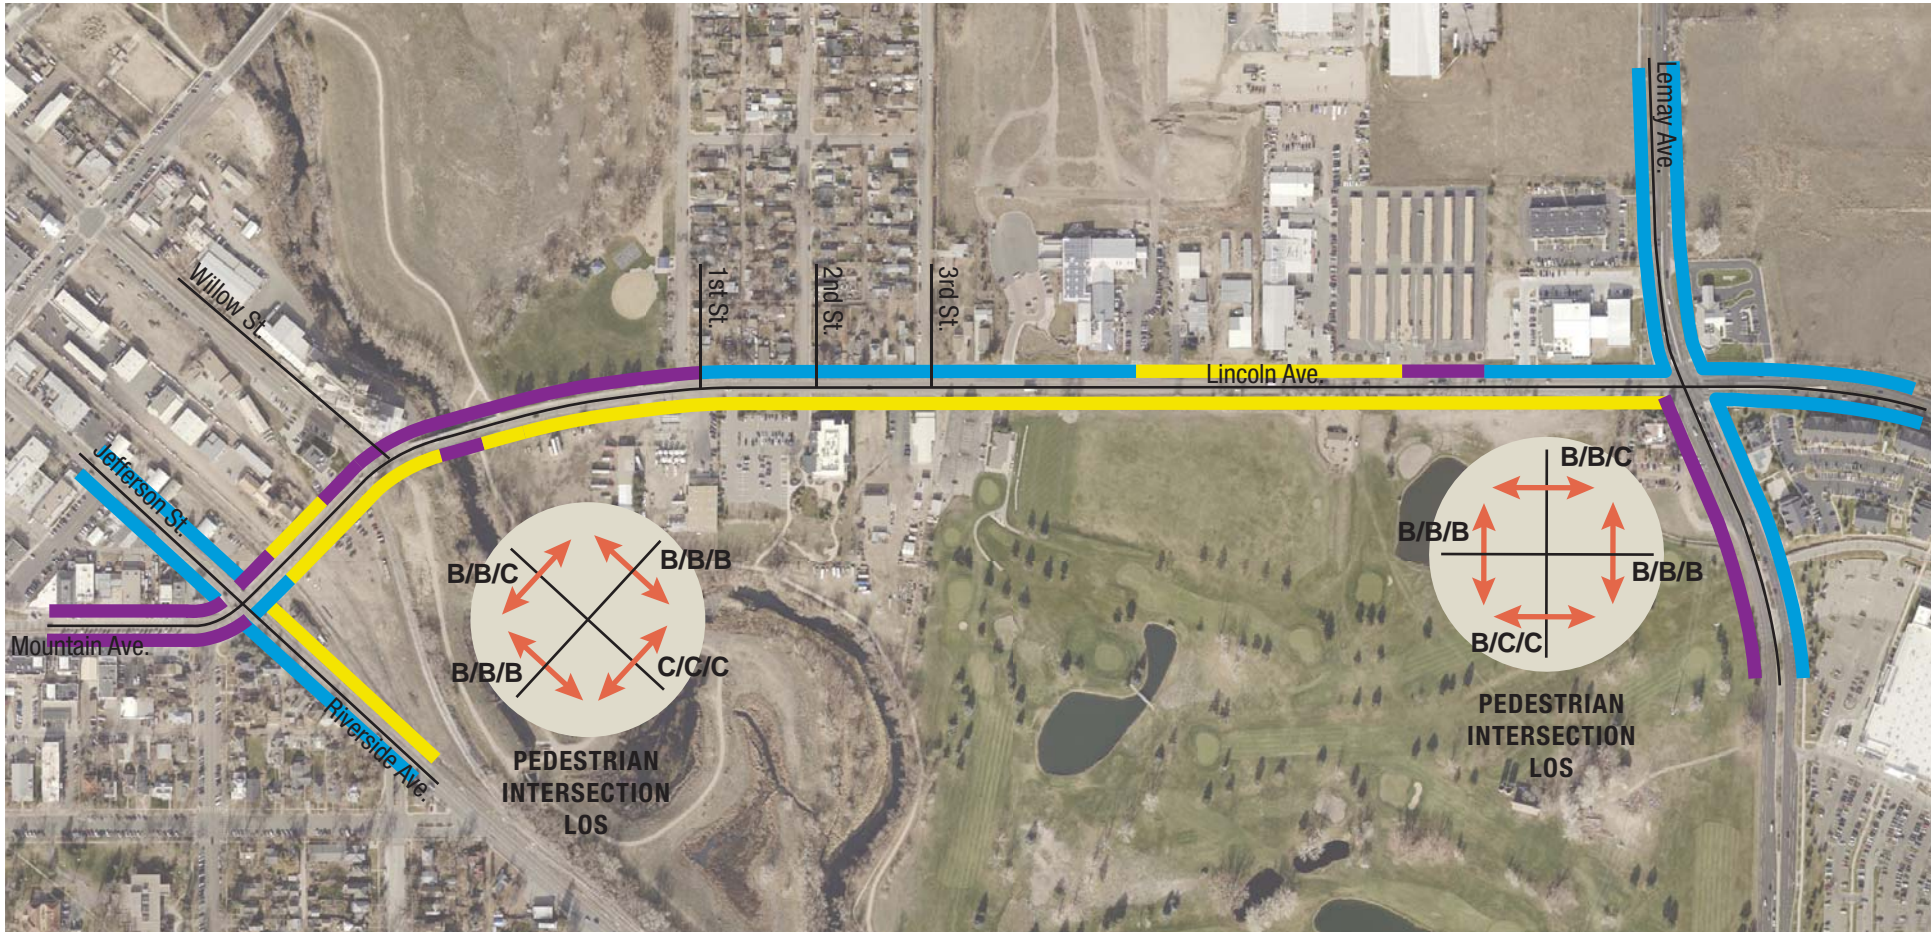 Lemay Ave.
Willow St.
1st St.
2nd St.
3rd St.
Lincoln Ave.
Jefferson St.
Mountain Ave.
Riverside Ave.
B/B/C
B/B/B
B/B/B
C/C/C
PEDESTRIAN
INTERSECTION
LOS
B/B/C
B/B/B
B/B/B
B/C/C
PEDESTRIAN
INTERSECTION
LOS